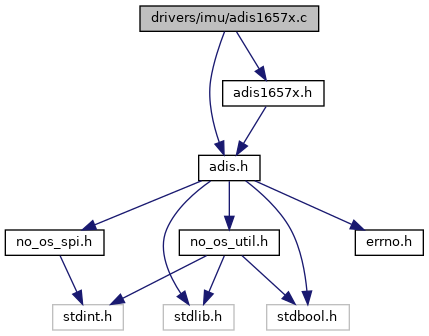 drivers/imu/adis1657x.c
adis1657x.h
adis.h
no_os_spi.h
no_os_util.h
errno.h
stdint.h
stdlib.h
stdbool.h